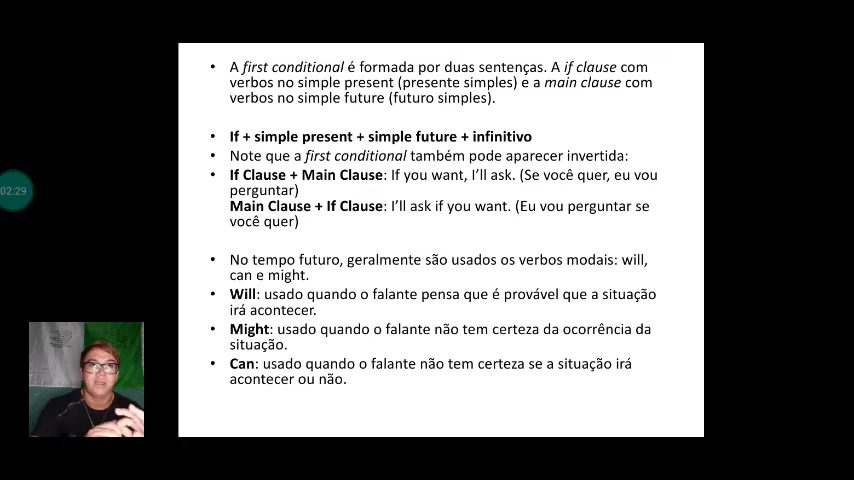 • A first conditional é formada por duas sentenças. A if clause com
verbos no simple present (presente simples) e a main clause com
verbos no simple future (futuro simples).
• If + simple present + simple future + infinitivo
• Note que a first conditional também pode aparecer invertida:
• If Clause + Main Clause: If you want, I’ll ask. (Se você quer, eu vou
perguntar)
Main Clause + If Clause: I’ll ask if you want. (Eu vou perguntar se
você quer)
• No tempo futuro, geralmente são usados os verbos modais: will,
can e might.
• Will: usado quando o falante pensa que é provável que a situação
irá acontecer.
• Might: usado quando o falante não tem certeza da ocorrência da
situação.
• Can: usado quando o falante não tem certeza se a situação irá
acontecer ou não.
02:29